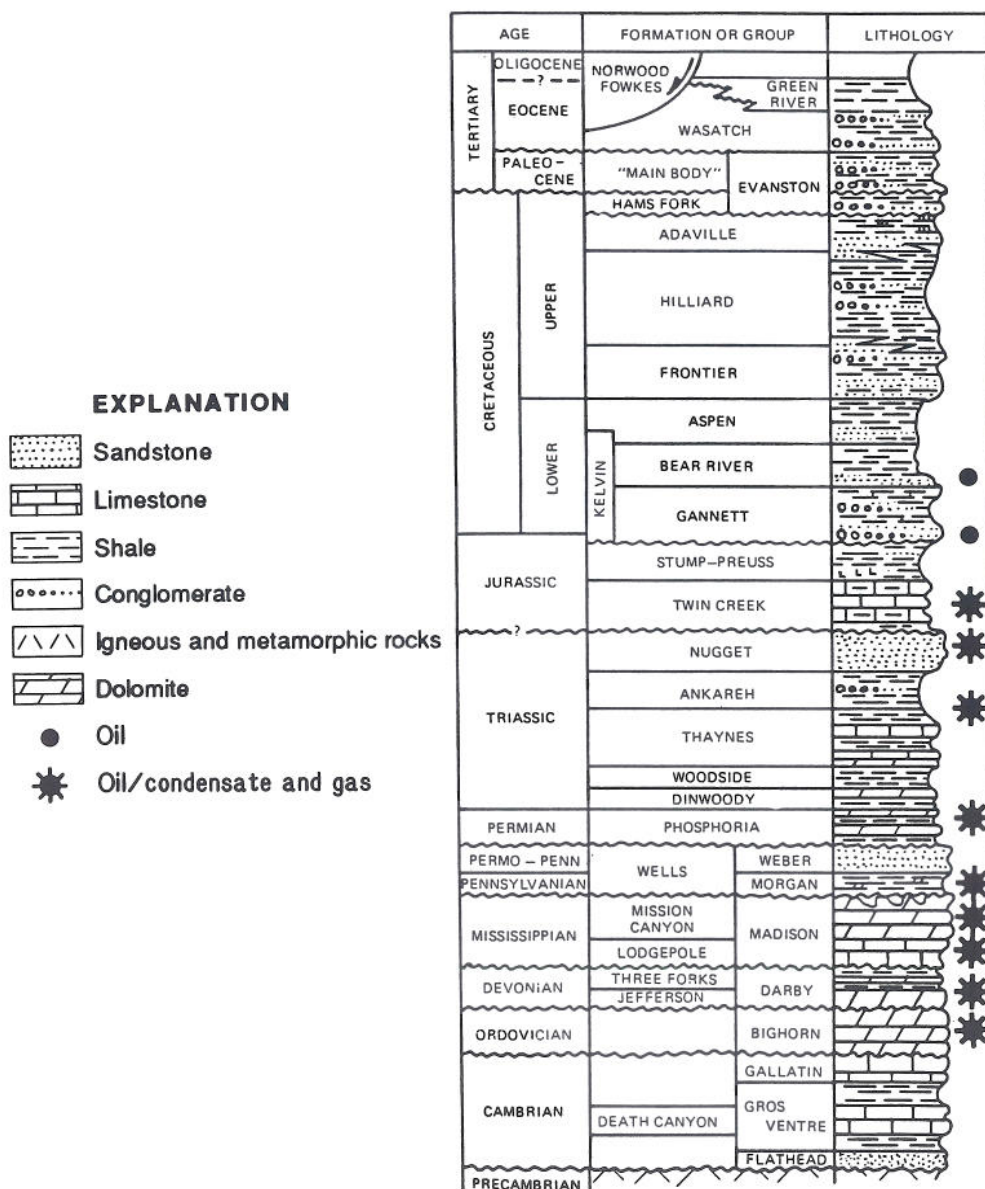 AGE
FORMATION OR GROUP
LITHOLOGY
TERTIARY
OLIGOCENE
?
EOCENE
PALEO-
CENE
NORWOOD
FOWKES
GREEN
RIVER
WASATCH
"MAIN BODY"
EVANSTON
HAMS FORK
CRETACEOUS
UPPER
ADAVILLE
HILLIARD
FRONTIER
LOWER
ASPEN
KELVIN
BEAR RIVER
GANNETT
JURASSIC
STUMP–PREUSS
TWIN CREEK
?
TRIASSIC
NUGGET
ANKAREH
THAYNES
WOODSIDE
DINWOODY
PERMIAN
PHOSPHORIA
PERMO – PENN
WELLS
WEBER
PENNSYLVANIAN
MORGAN
MISSISSIPPIAN
MISSION
CANYON
MADISON
LODGEPOLE
DEVONIAN
THREE FORKS
JEFFERSON
DARBY
ORDOVICIAN
BIGHORN
CAMBRIAN
GALLATIN
DEATH CANYON
GROS
VENTRE
FLATHEAD
PRECAMBRIAN
EXPLANATION
Sandstone
Limestone
Shale
Conglomerate
Igneous and metamorphic rocks
Dolomite
Oil
Oil/condensate and gas